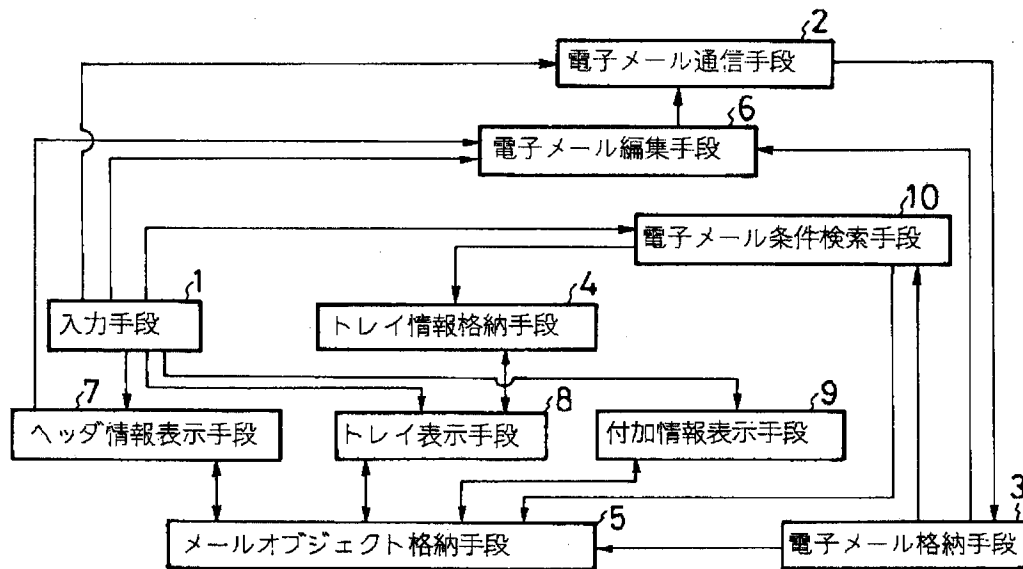 2
電子メール通信手段
6
電子メール編集手段
10
電子メール条件検索手段
1
入力手段
4
トレイ情報格納手段
7
ヘッダ情報表示手段
8
トレイ表示手段
9
付加情報表示手段
5
メールオブジェクト格納手段
3
電子メール格納手段